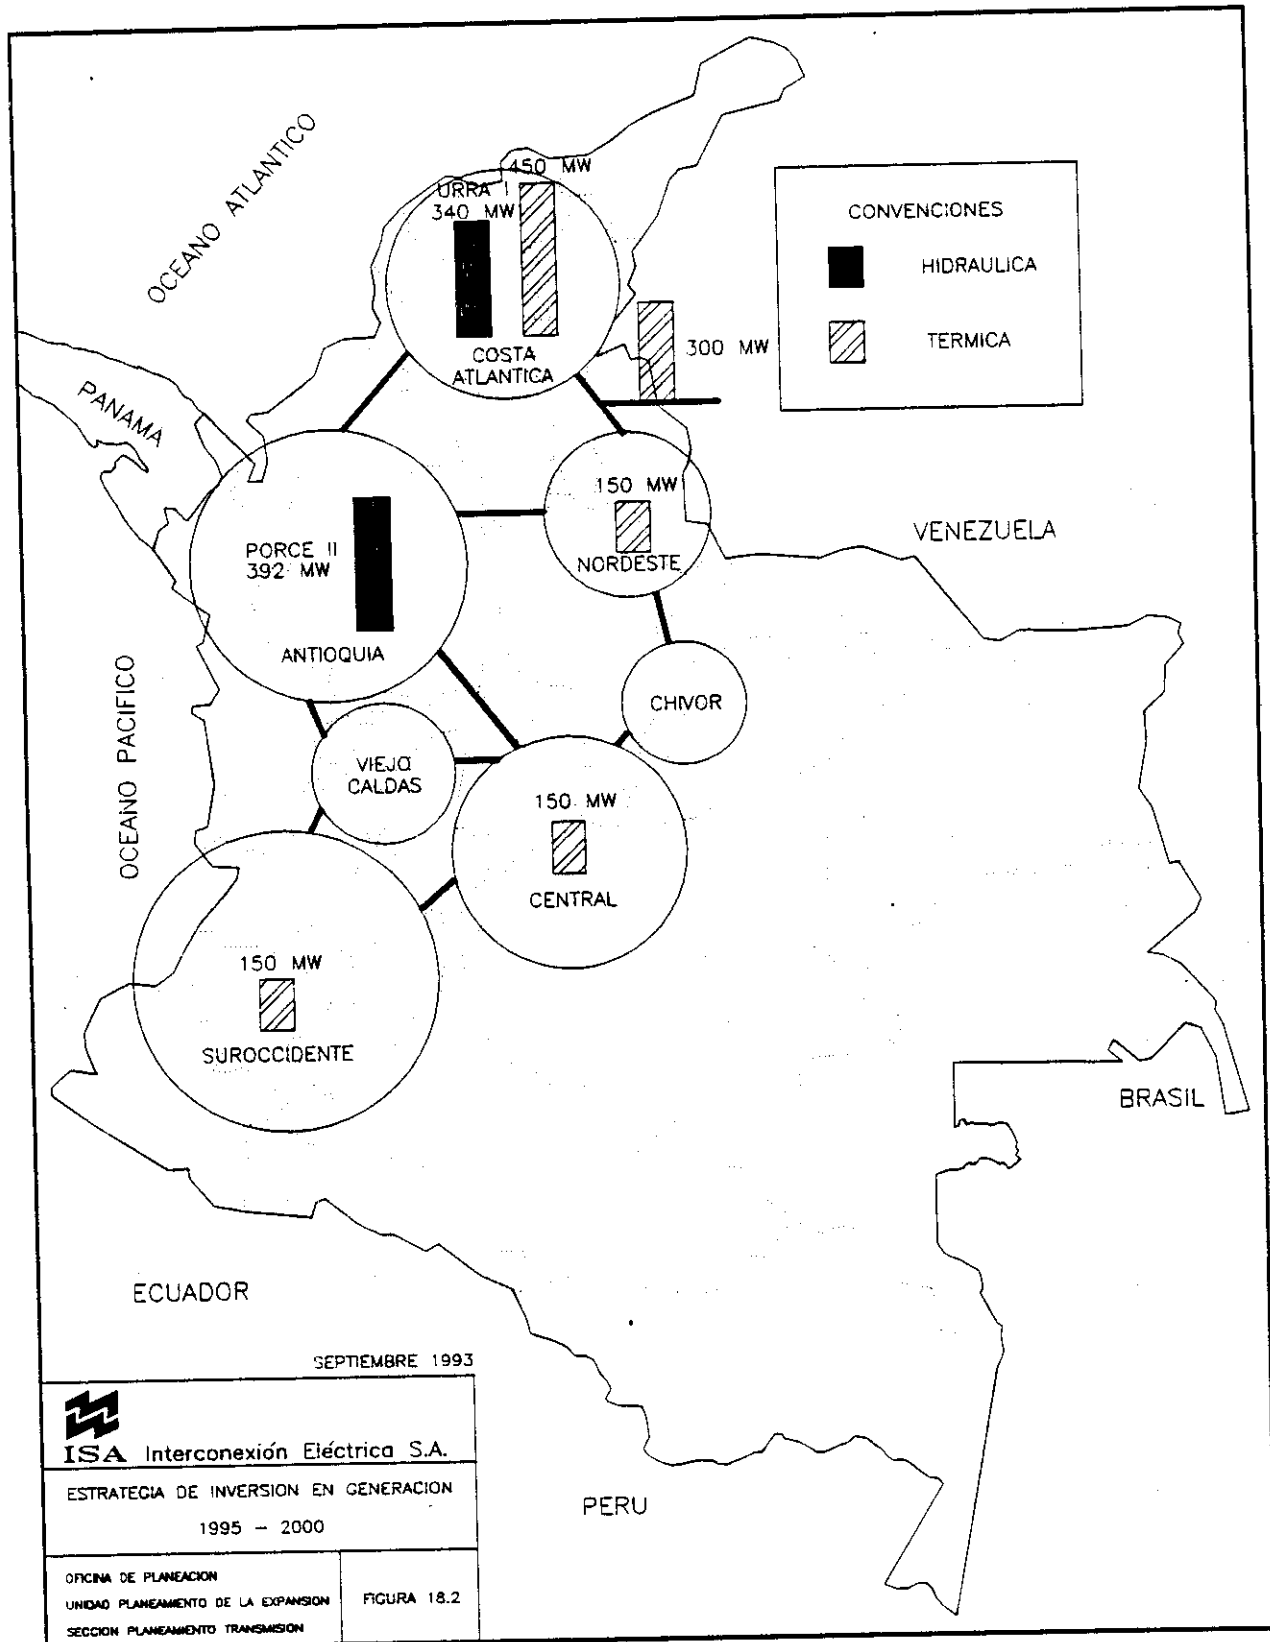 OCEANO ATLANTICO
450 MW
URRA I
340 MW
COSTA
ATLANTICA
CONVENCIONES
HIDRAULICA
TERMICA
300 MW
PANAMA
150 MW
NORDESTE
VENEZUELA
PORCE II
392 MW
ANTIOQUIA
OCEANO PACIFICO
CHIVOR
VIEJO
CALDAS
150 MW
CENTRAL
150 MW
SUROCCIDENTE
BRASIL
ECUADOR
PERU
SEPTIEMBRE 1993
ISA Interconexión Eléctrica S.A.
ESTRATEGIA DE INVERSION EN GENERACION
1995 - 2000
OFICINA DE PLANEACION
UNIDAD PLANEAMIENTO DE LA EXPANSION
SECCION PLANEAMIENTO TRANSMISION
FIGURA 18.2